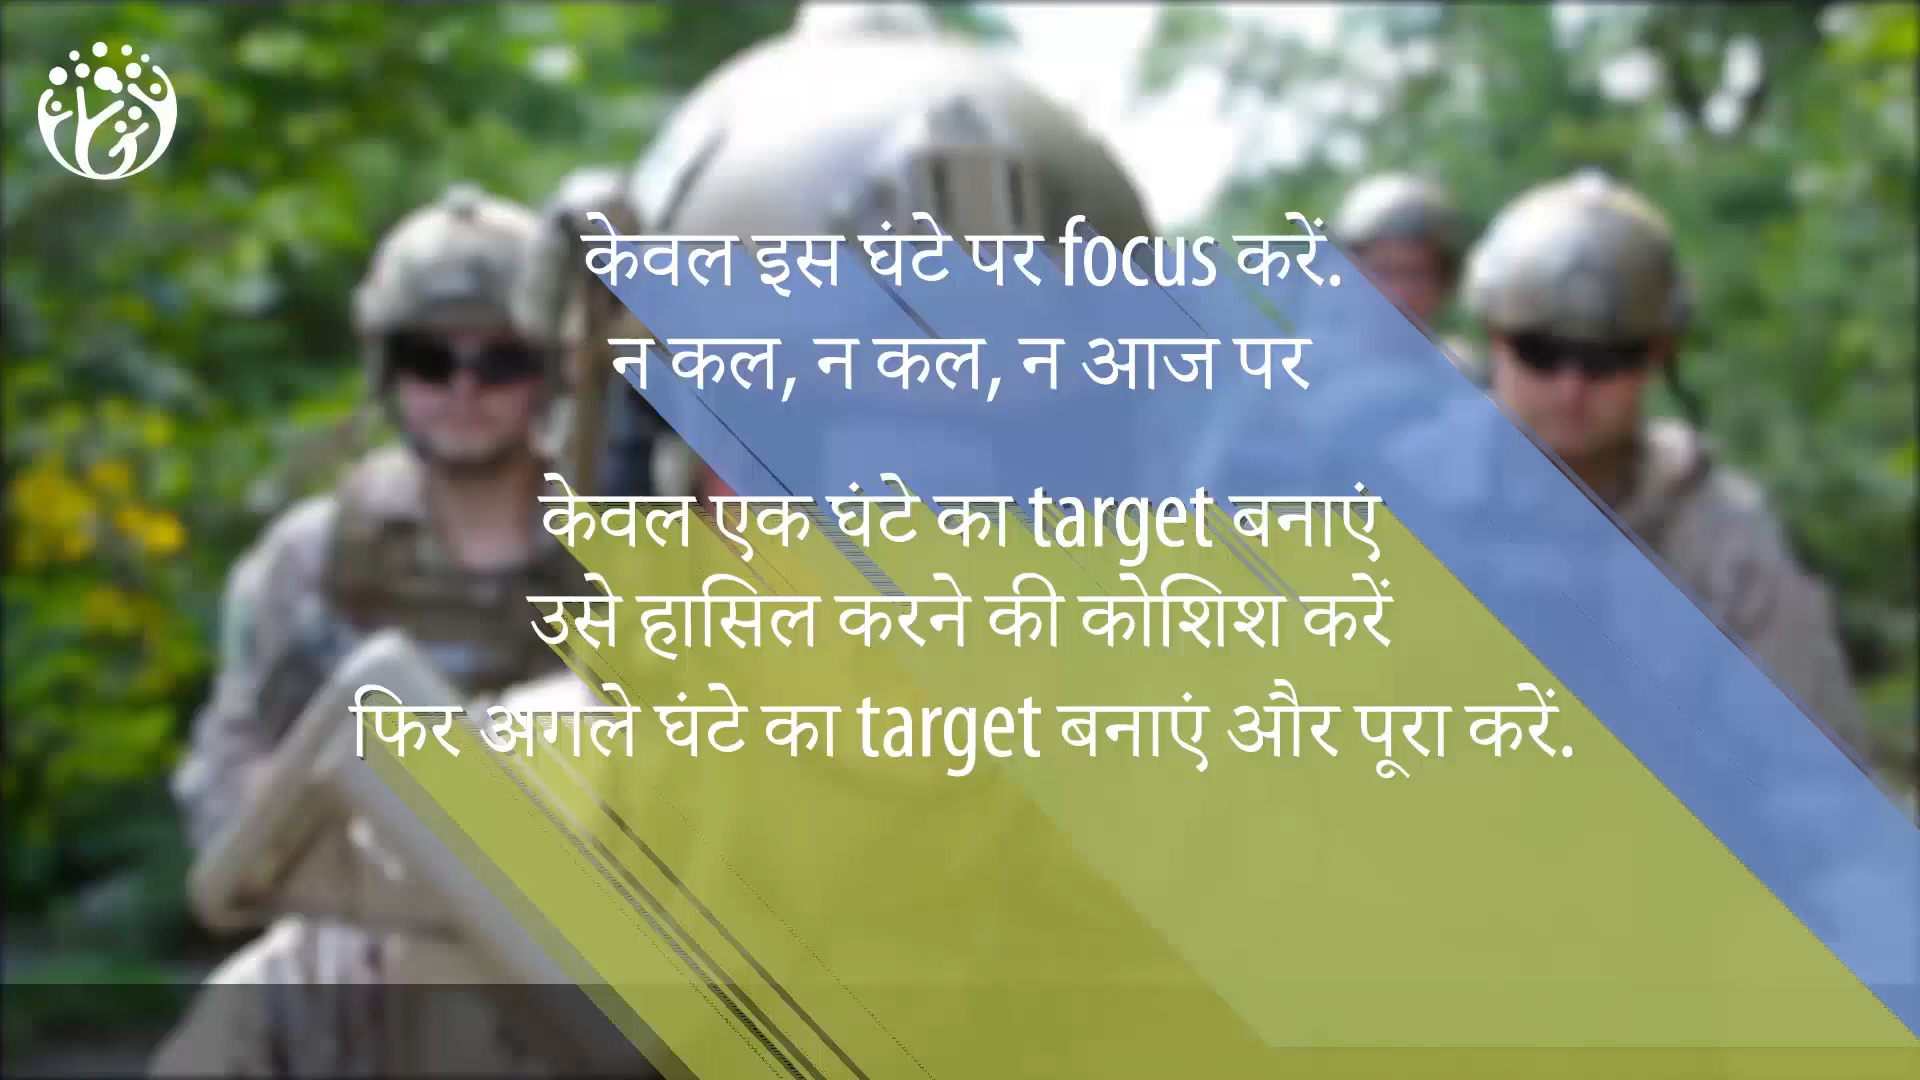 केवल इस घंटे पर focus करें.
न कल, न कल, न आज पर
केवल एक घंटे का target बनाएं
उसे हासिल करने की कोशिश करें
फिर अगले घंटे का target बनाएं और पूरा करें.